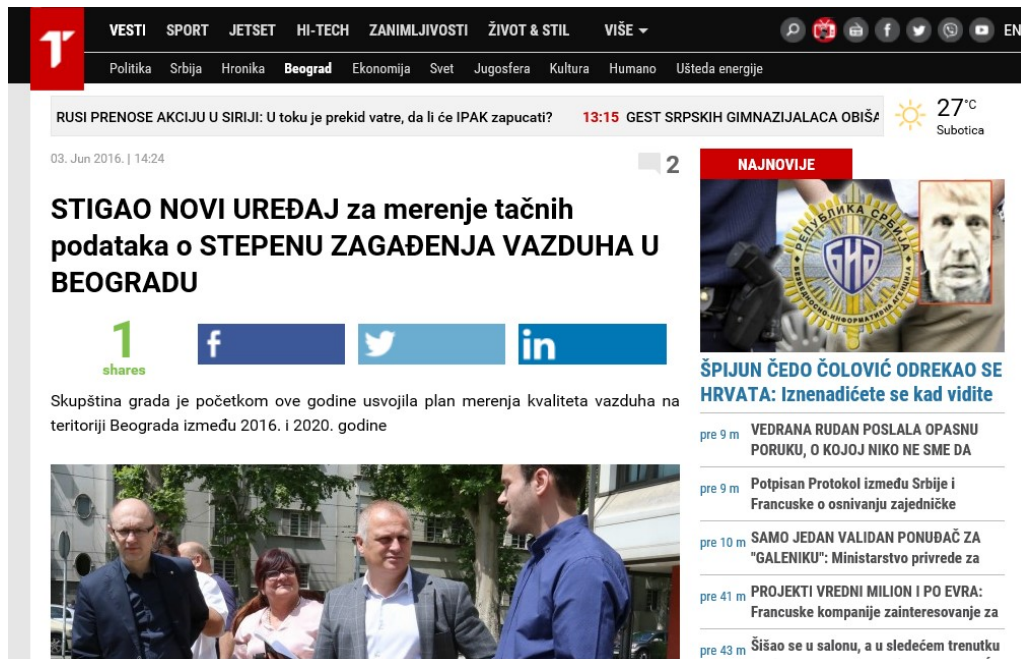 VESTI SPORT JETSET HI-TECH ZANIMLJIVOSTI ŽIVOT & STIL VIŠE EN
Politika Srbija Hronika Beograd Ekonomija Svet Jugosfera Kultura Humano Ušteda energije
RUSI PRENOSE AKCIJU U SIRIJI: U toku je prekid vatre, da li će IPAK zapucati? 13:15 GEST SRPSKIH GIMNAZIJALACA OBIŠA
27°C
Subotica
03. Jun 2016. | 14:24
2
STIGAO NOVI UREĐAJ za merenje tačnih
podataka o STEPENU ZAGAĐENJA VAZDUHA U
BEOGRADU
1
shares
Skupština grada je početkom ove godine usvojila plan merenja kvaliteta vazduha na
teritoriji Beograda između 2016. i 2020. godine
NAJNOVIJE
РЕПУБЛИКА СРБИЈА
БИА
БЕЗБЕДНОСНО-ИНФОРМАТИВНА АГЕНЦИЈА
ŠPIJUN ČEDO ČOLOVIĆ ODREKAO SE
HRVATA: Iznenadićete se kad vidite
pre 9 m VEDRANA RUDAN POSLALA OPASNU
PORUKU, O KOJOJ NIKO NE SME DA
pre 9 m Potpisan Protokol između Srbije i
Francuske o osnivanju zajedničke
pre 10 m SAMO JEDAN VALIDAN PONUĐAČ ZA
"GALENIKU": Ministarstvo privrede za
pre 41 m PROJEKTI VREDNI MILION I PO EVRA:
Francuske kompanije zainteresovanje za
pre 43 m Šišao se u salonu, a u sledećem trenutku